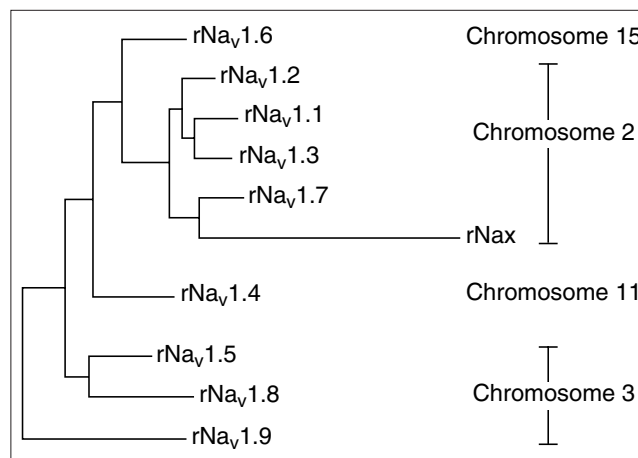 rNaᵥ1.6 Chromosome 15
rNaᵥ1.2
rNaᵥ1.1
Chromosome 2
rNaᵥ1.3
rNaᵥ1.7
rNax
rNaᵥ1.4 Chromosome 11
rNaᵥ1.5
rNaᵥ1.8 Chromosome 3
rNaᵥ1.9